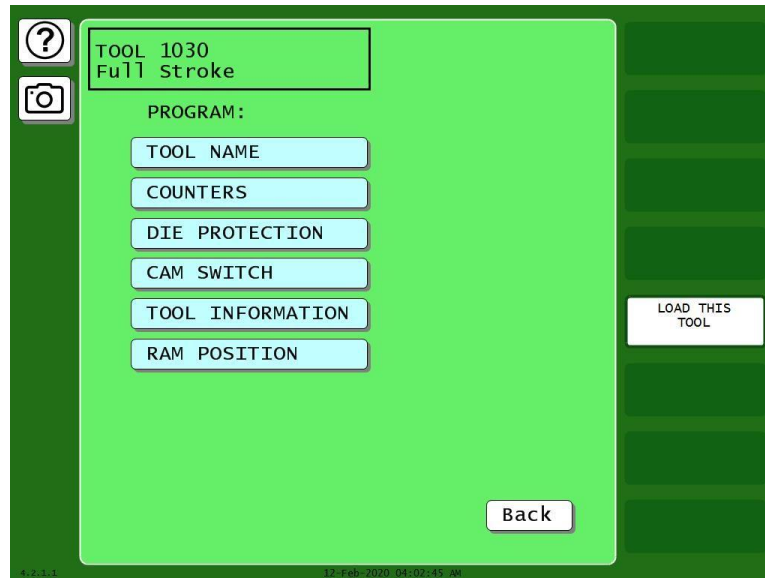 ?
TOOL 1030
Full Stroke
PROGRAM:
TOOL NAME
COUNTERS
DIE PROTECTION
CAM SWITCH
TOOL INFORMATION
RAM POSITION
LOAD THIS
TOOL
Back
4.2.1.1
12-Feb-2020 04:02:45 AM